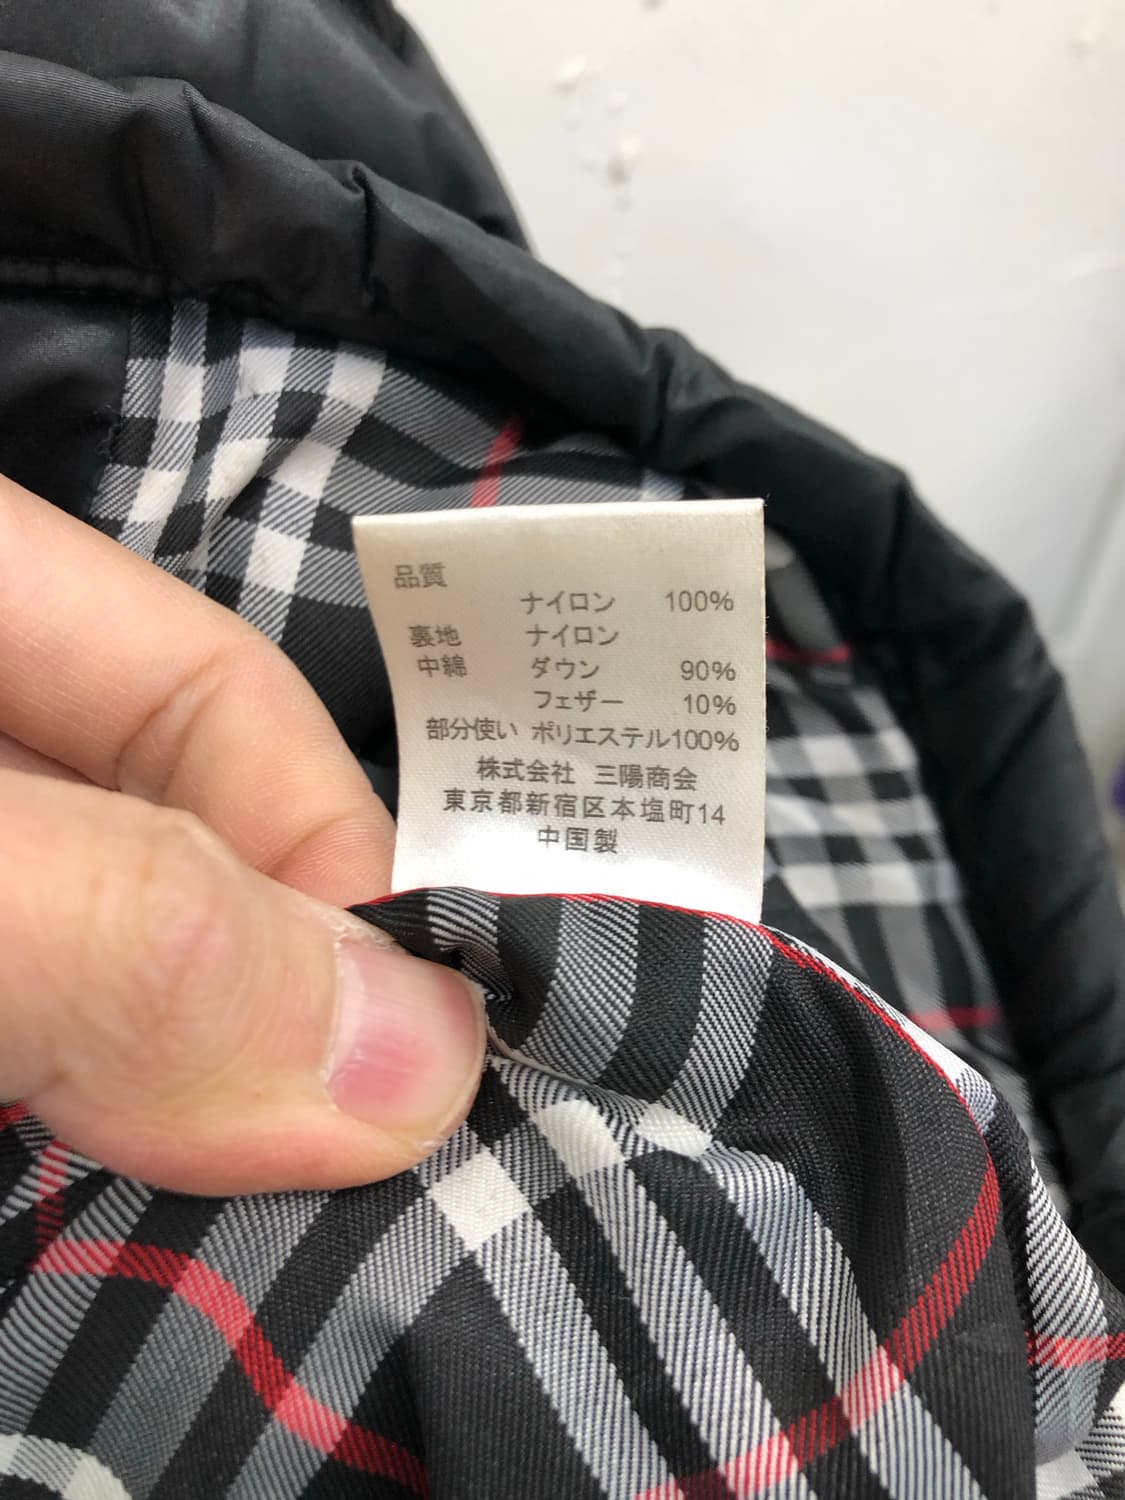 品質
ナイロン 100%
裏地 ナイロン
中綿 ダウン 90%
フェザー 10%
部分使い ポリエステル100%
株式会社 三陽商会
東京都新宿区本塩町14
中国製